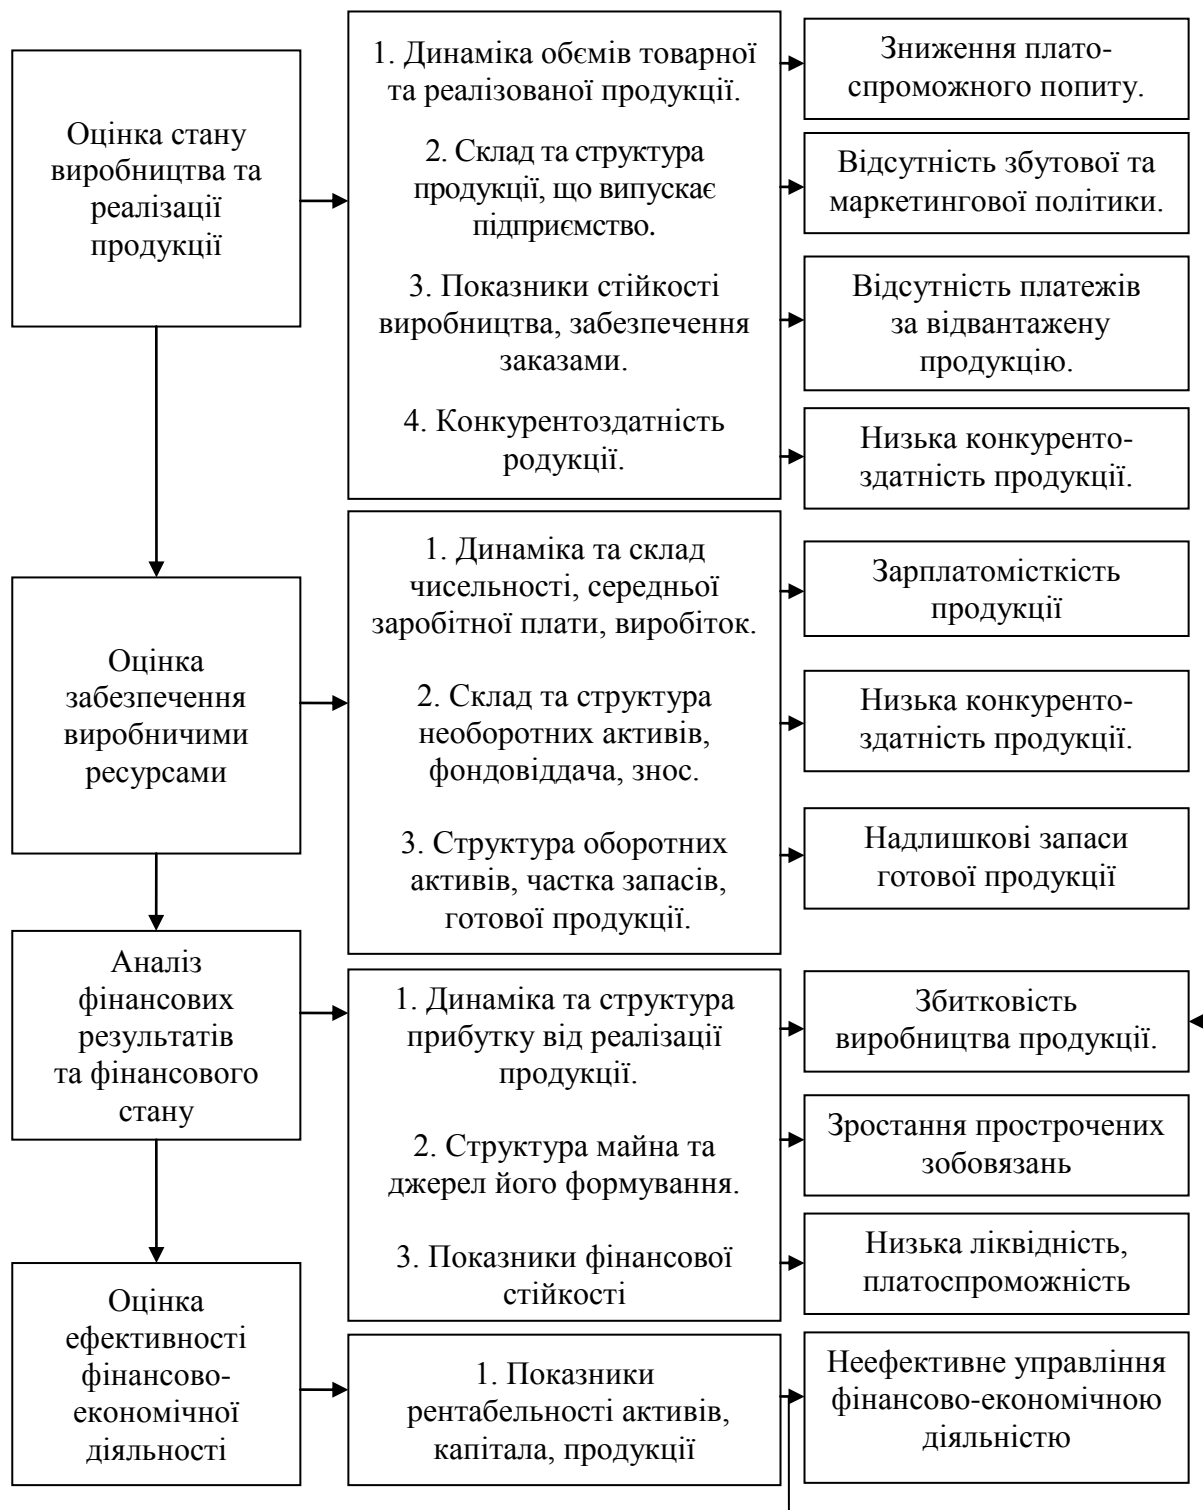 Оцінка стану
виробництва та
реалізації
продукції
1. Динаміка обємів товарної
та реалізованої продукції.
2. Склад та структура
продукції, що випускає
підприємство.
3. Показники стійкості
виробництва, забезпечення
заказами.
4. Конкурентоздатність
родукції.
Зниження плато-
спроможного попиту.
Відсутність збутової та
маркетингової політики.
Відсутність платежів
за відвантажену
продукцію.
Низька конкуренто-
здатність продукції.
Оцінка
забезпечення
виробничими
ресурсами
1. Динаміка та склад
чисельності, середньої
заробітної плати, виробіток.
2. Склад та структура
необоротних активів,
фондовіддача, знос.
3. Структура оборотних
активів, частка запасів,
готової продукції.
Зарплатомісткість
продукції
Низька конкуренто-
здатність продукції.
Надлишкові запаси
готової продукції
Аналіз
фінансових
результатів
та фінансового
стану
1. Динаміка та структура
прибутку від реалізації
продукції.
2. Структура майна та
джерел його формування.
3. Показники фінансової
стійкості
Збитковість
виробництва продукції.
Зростання прострочених
зобовязань
Низька ліквідність,
платоспроможність
Оцінка
ефективності
фінансово-
економічної
діяльності
1. Показники
рентабельності активів,
капітала, продукції
Неефективне управління
фінансово-економічною
діяльністю